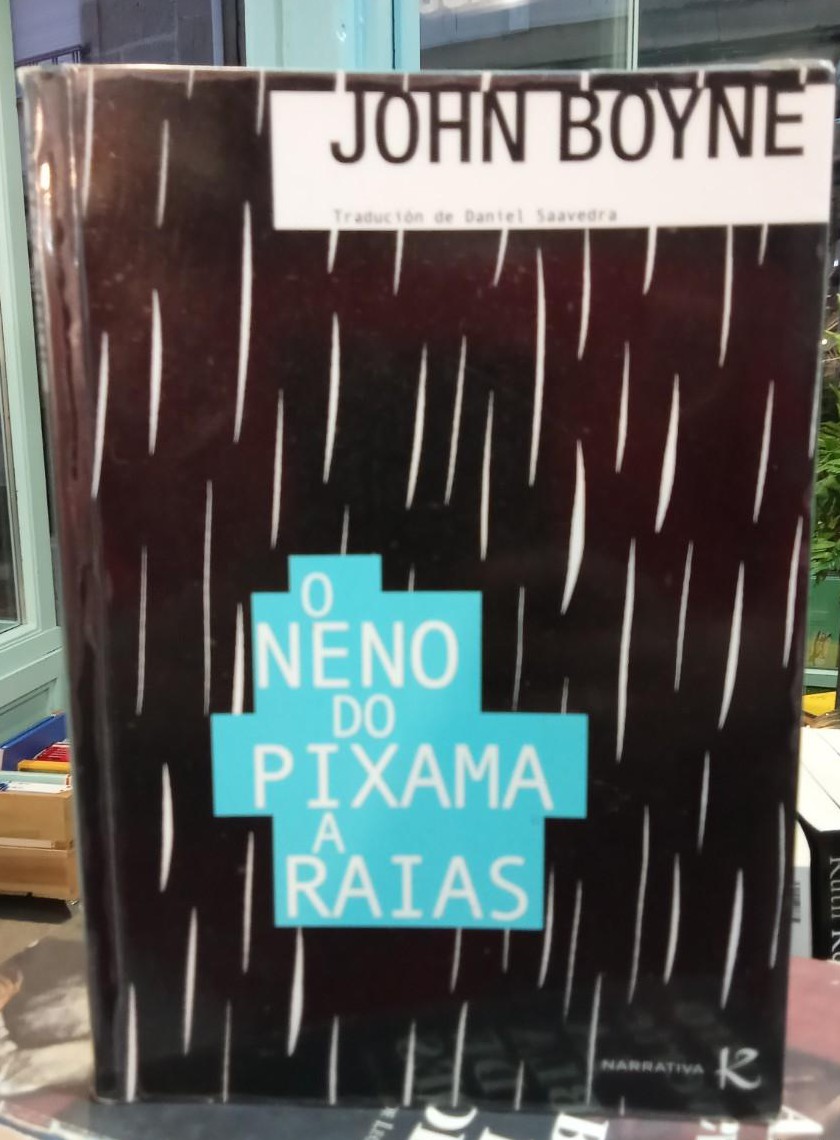 JOHN BOYNE
Tradución de Daniel Saavedra
O
NENO
DO
PIXAMA
A
RAIAS
NARRATIVA K